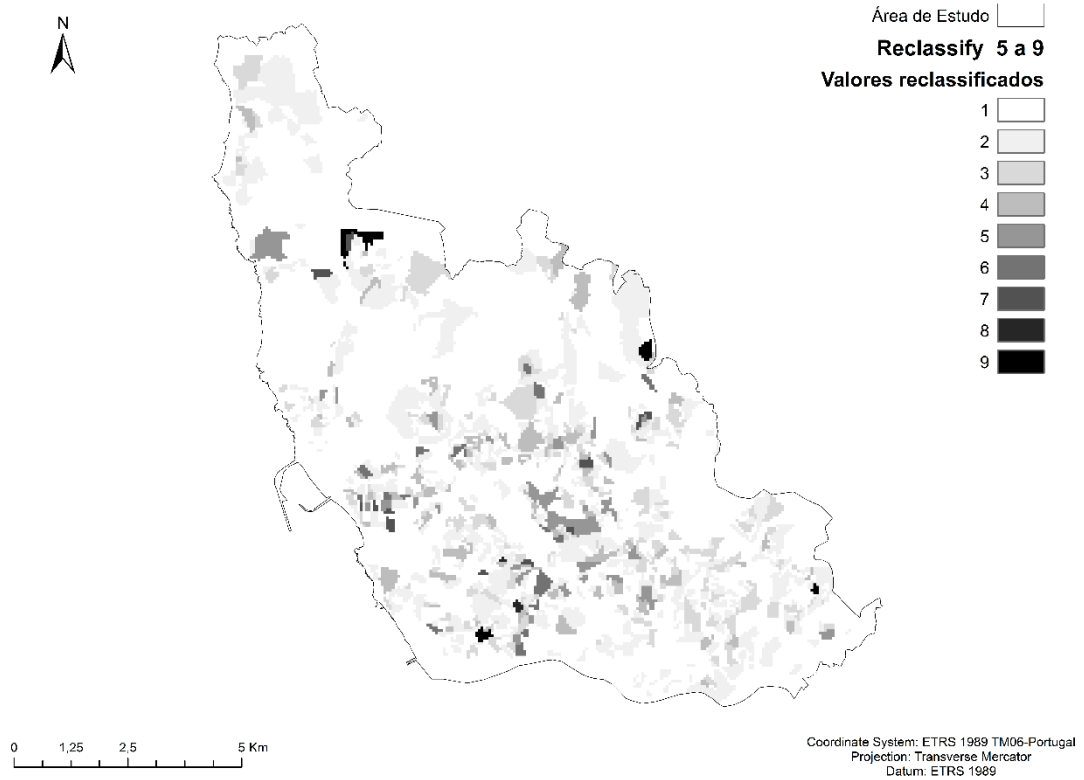 N
Área de Estudo
Reclassify 5 a 9
Valores reclassificados
1
2
3
4
5
6
7
8
9
0 1,25 2,5 5 Km
Coordinate System: ETRS 1989 TM06-Portugal
Projection: Transverse Mercator
Datum: ETRS 1989